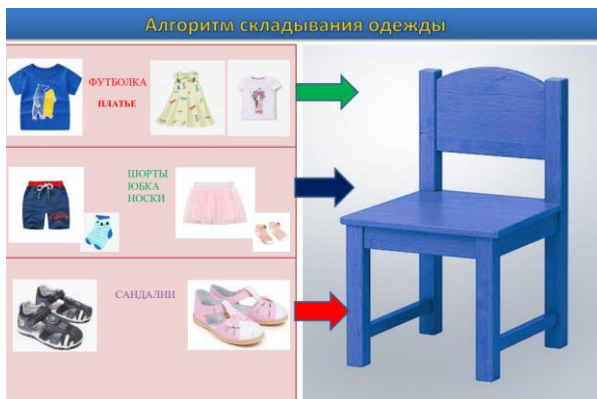 Алгоритм складывания одежды
ФУТБОЛКА
ПЛАТЬЕ
ШОРТЫ
ЮБКА
НОСКИ
САНДАЛИИ